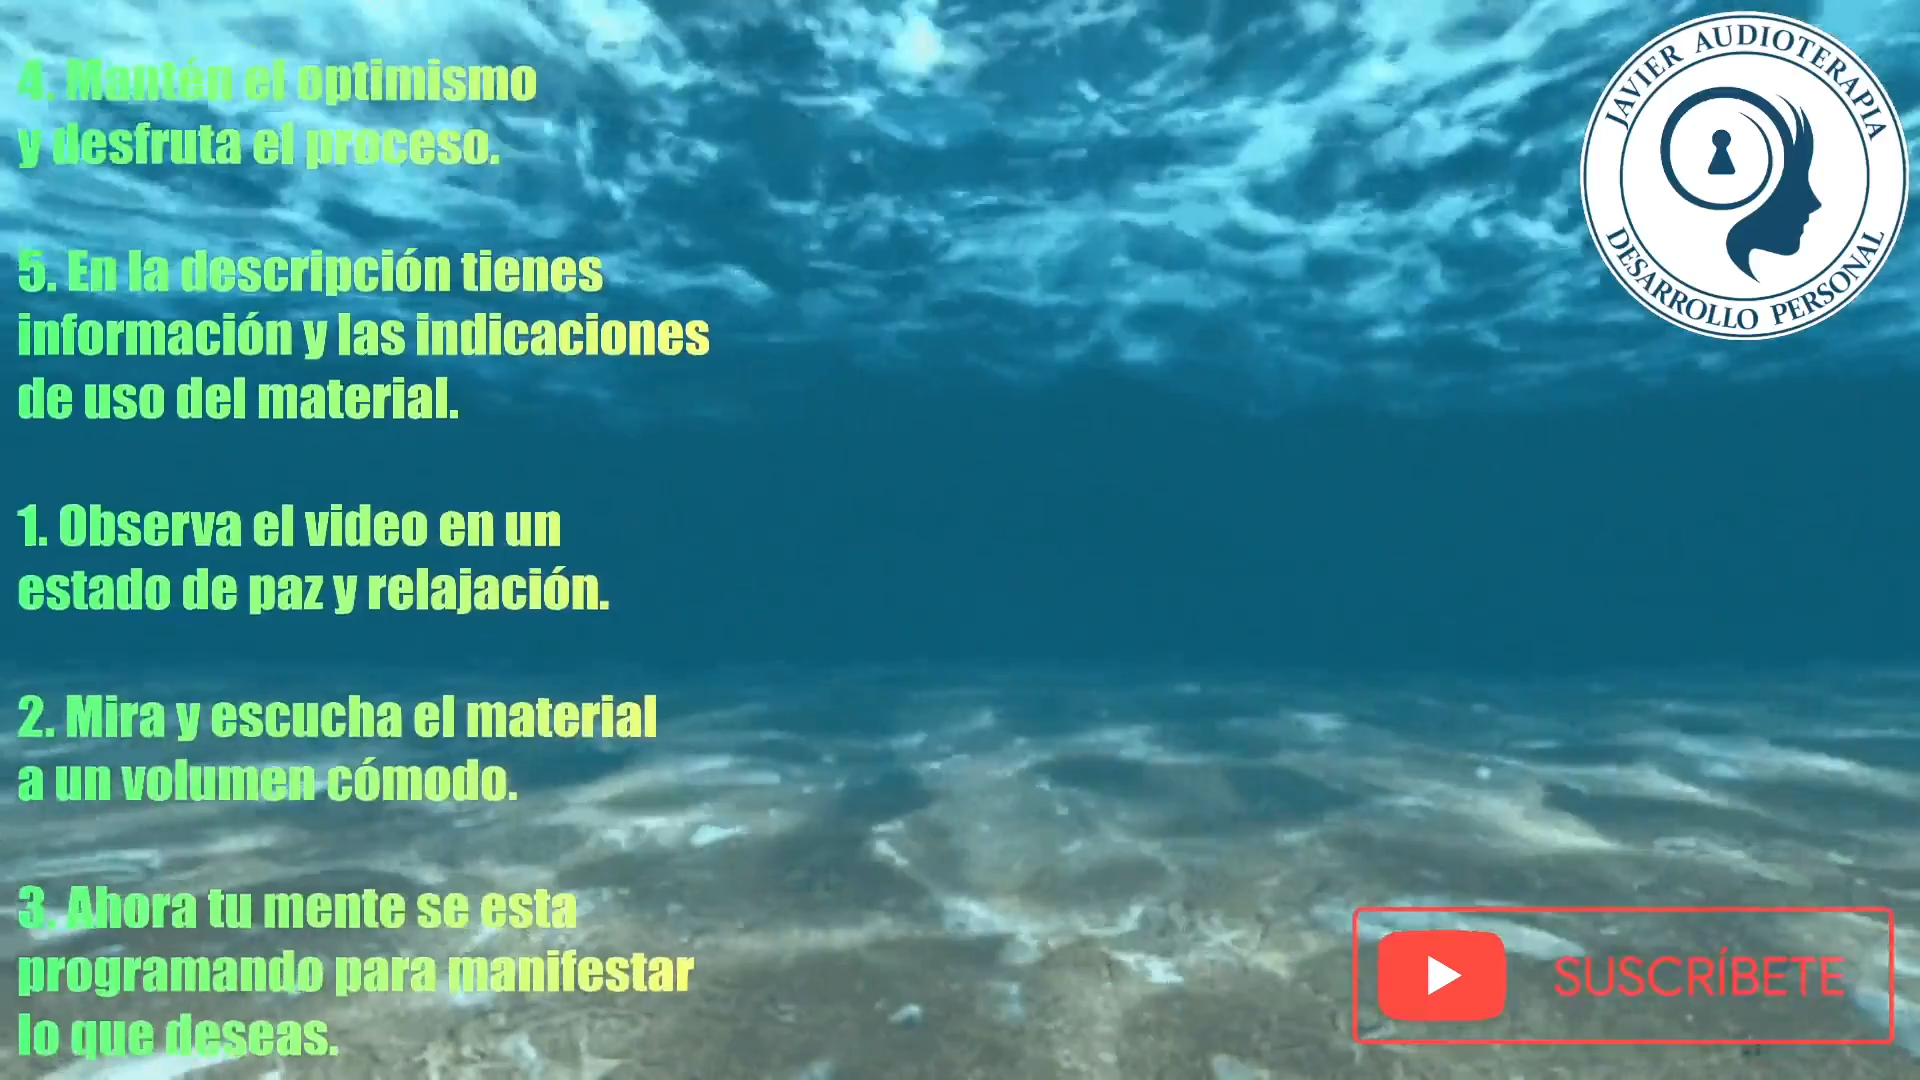 4. Mantén el optimismo
y desfruta el proceso.
5. En la descripción tienes
información y las indicaciones
de uso del material.
1. Observa el video en un
estado de paz y relajación.
2. Mira y escucha el material
a un volumen cómodo.
3. Ahora tu mente se esta
programando para manifestar
lo que deseas.
JAVIER AUDIOTERAPIA
DESARROLLO PERSONAL
SUSCRÍBETE